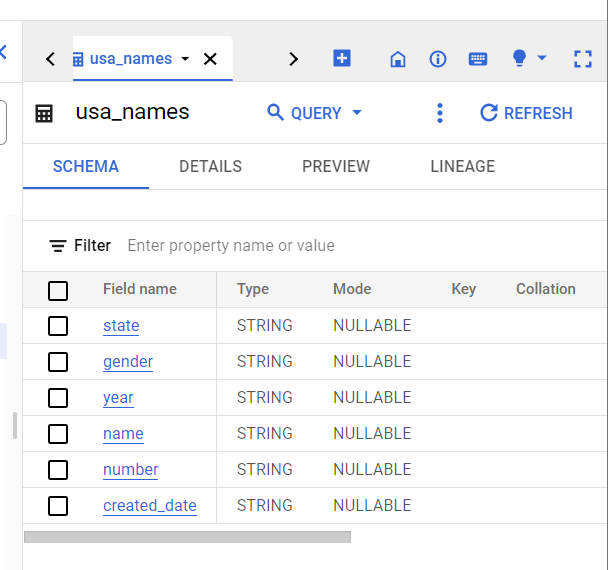 usa_names
usa_names QUERY REFRESH
SCHEMA DETAILS PREVIEW LINEAGE
Filter Enter property name or value
Field name Type Mode Key Collation
state STRING NULLABLE
gender STRING NULLABLE
year STRING NULLABLE
name STRING NULLABLE
number STRING NULLABLE
created_date STRING NULLABLE